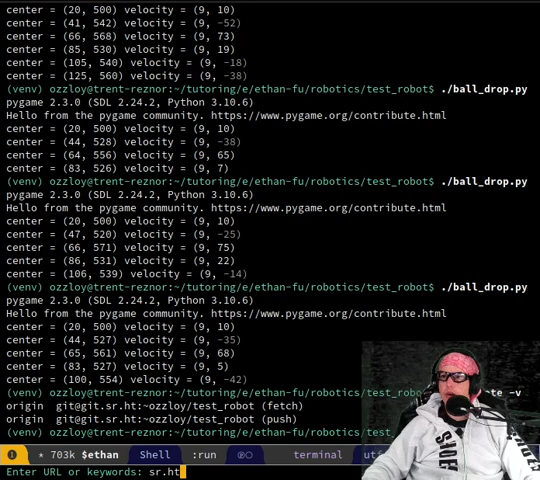 center = (20, 500) velocity = (9, 10)
center = (41, 542) velocity = (9, -52)
center = (66, 568) velocity = (9, 73)
center = (85, 530) velocity = (9, 19)
center = (105, 540) velocity = (9, -18)
center = (125, 560) velocity = (9, -38)
(venv) ozzloy@trent-reznor:~/tutoring/e/ethan-fu/robotics/test_robot$ ./ball_drop.py
pygame 2.3.0 (SDL 2.24.2, Python 3.10.6)
Hello from the pygame community. https://www.pygame.org/contribute.html
center = (20, 500) velocity = (9, 10)
center = (44, 528) velocity = (9, -38)
center = (64, 556) velocity = (9, 65)
center = (83, 526) velocity = (9, 7)
(venv) ozzloy@trent-reznor:~/tutoring/e/ethan-fu/robotics/test_robot$ ./ball_drop.py
pygame 2.3.0 (SDL 2.24.2, Python 3.10.6)
Hello from the pygame community. https://www.pygame.org/contribute.html
center = (20, 500) velocity = (9, 10)
center = (47, 520) velocity = (9, -25)
center = (66, 571) velocity = (9, 75)
center = (86, 531) velocity = (9, 22)
center = (106, 539) velocity = (9, -14)
(venv) ozzloy@trent-reznor:~/tutoring/e/ethan-fu/robotics/test_robot$ ./ball_drop.py
pygame 2.3.0 (SDL 2.24.2, Python 3.10.6)
Hello from the pygame community. https://www.pygame.org/contribute.html
center = (20, 500) velocity = (9, 10)
center = (44, 527) velocity = (9, -35)
center = (65, 561) velocity = (9, 68)
center = (83, 527) velocity = (9, 5)
center = (100, 554) velocity = (9, -42)
(venv) ozzloy@trent-reznor:~/tutoring/e/ethan-fu/robotics -v
origin git@git.sr.ht:~ozzloy/test_robot (fetch)
origin git@git.sr.ht:~ozzloy/test_robot (push)
(venv) ozzloy@trent-reznor:~/tutoring/e/ethan-fu/robotics
* 703k $ethan Shell :run terminal
Enter URL or keywords: sr.ht